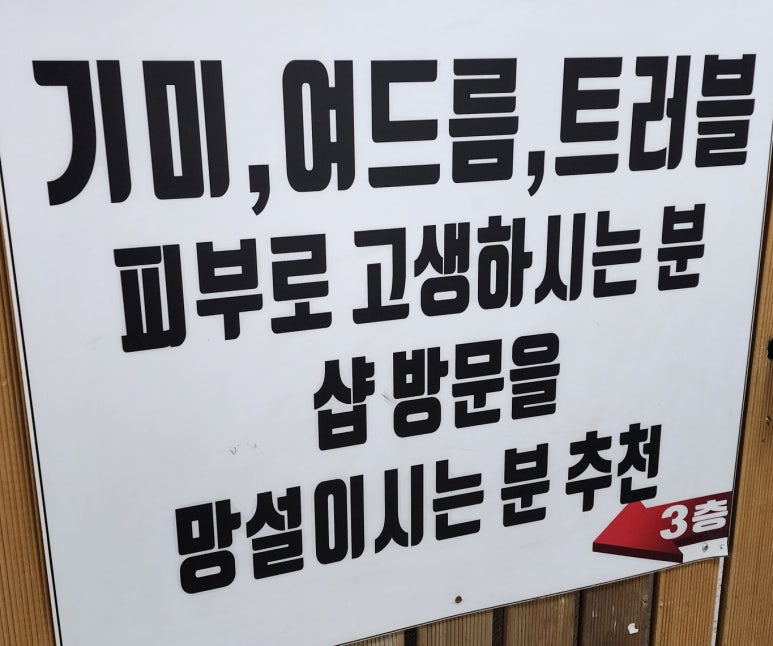 기미,여드름,트러블
피부로 고생하시는 분
샵 방문을
망설이시는 분 추천
3층